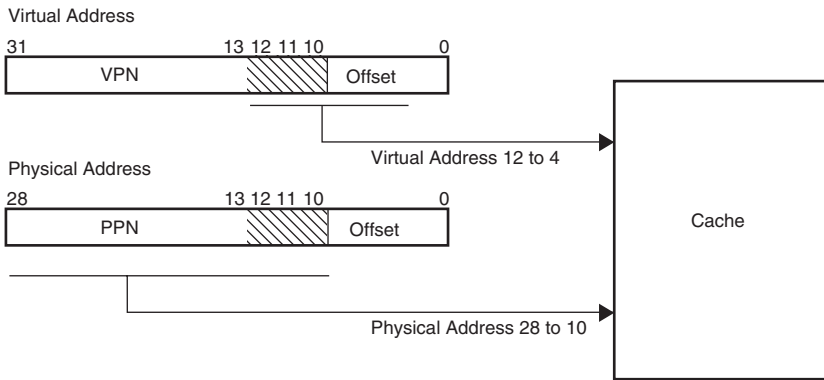 Virtual Address
31 13 12 11 10 0
VPN Offset
Virtual Address 12 to 4
Physical Address
28 13 12 11 10 0
PPN Offset
Cache
Physical Address 28 to 10